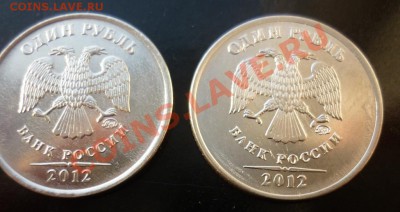 COINS.LAVE.RU
ОДИН РУБЛЬ
БАНК РОССИИ
2012
ОДИН РУБЛЬ
БАНК РОССИИ
2012
COINS.LAVE.RU